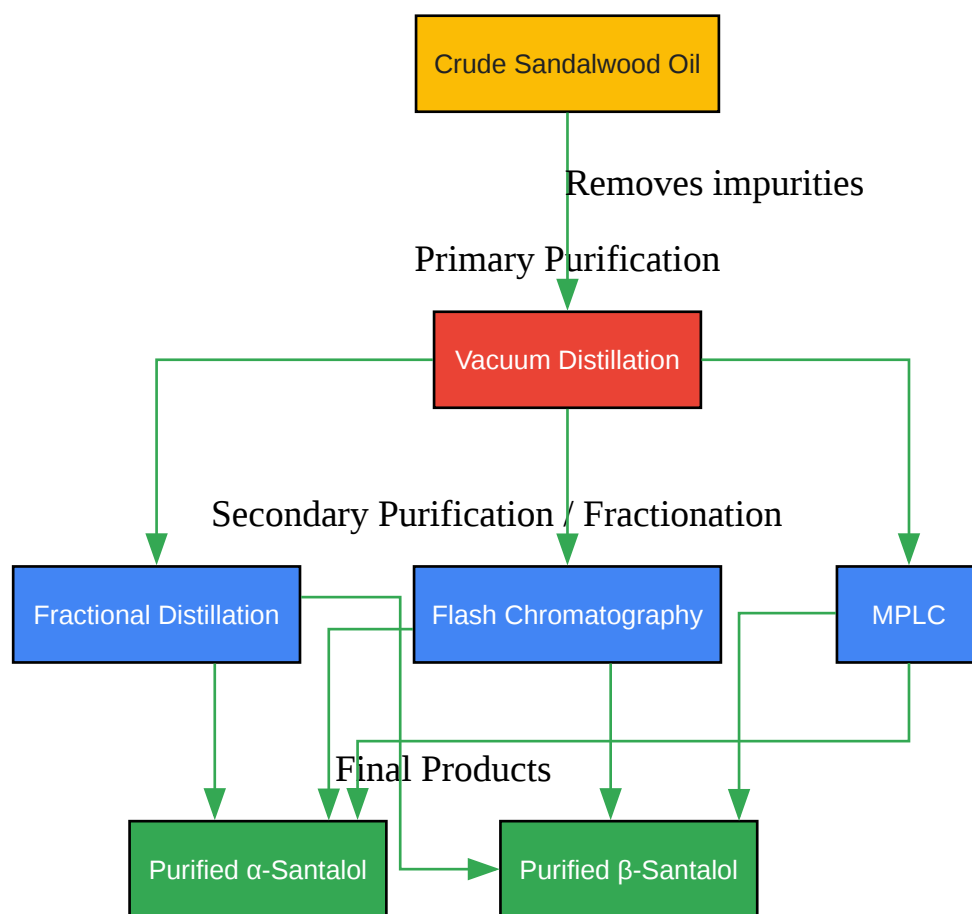 Crude Sandalwood Oil
Removes impurities
Primary Purification
Vacuum Distillation
Secondary Purification / Fractionation
Fractional Distillation
Flash Chromatography
MPLC
Final Products
Purified α-Santalol
Purified β-Santalol